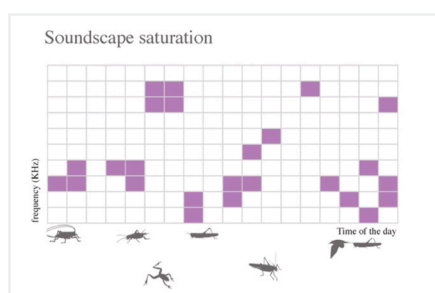 Soundscape saturation
frequency (KHz)
Time of the day